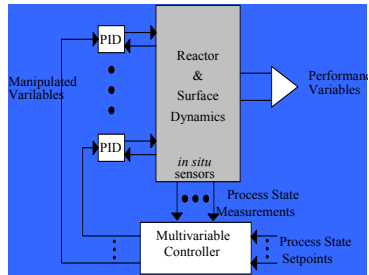 PID
Reactor
&
Surface
Dynamics
Manipulated
Varilables
Performance
Variables
PID
in situ
sensors
Process State
Measurements
Multivariable
Controller
Process State
Setpoints